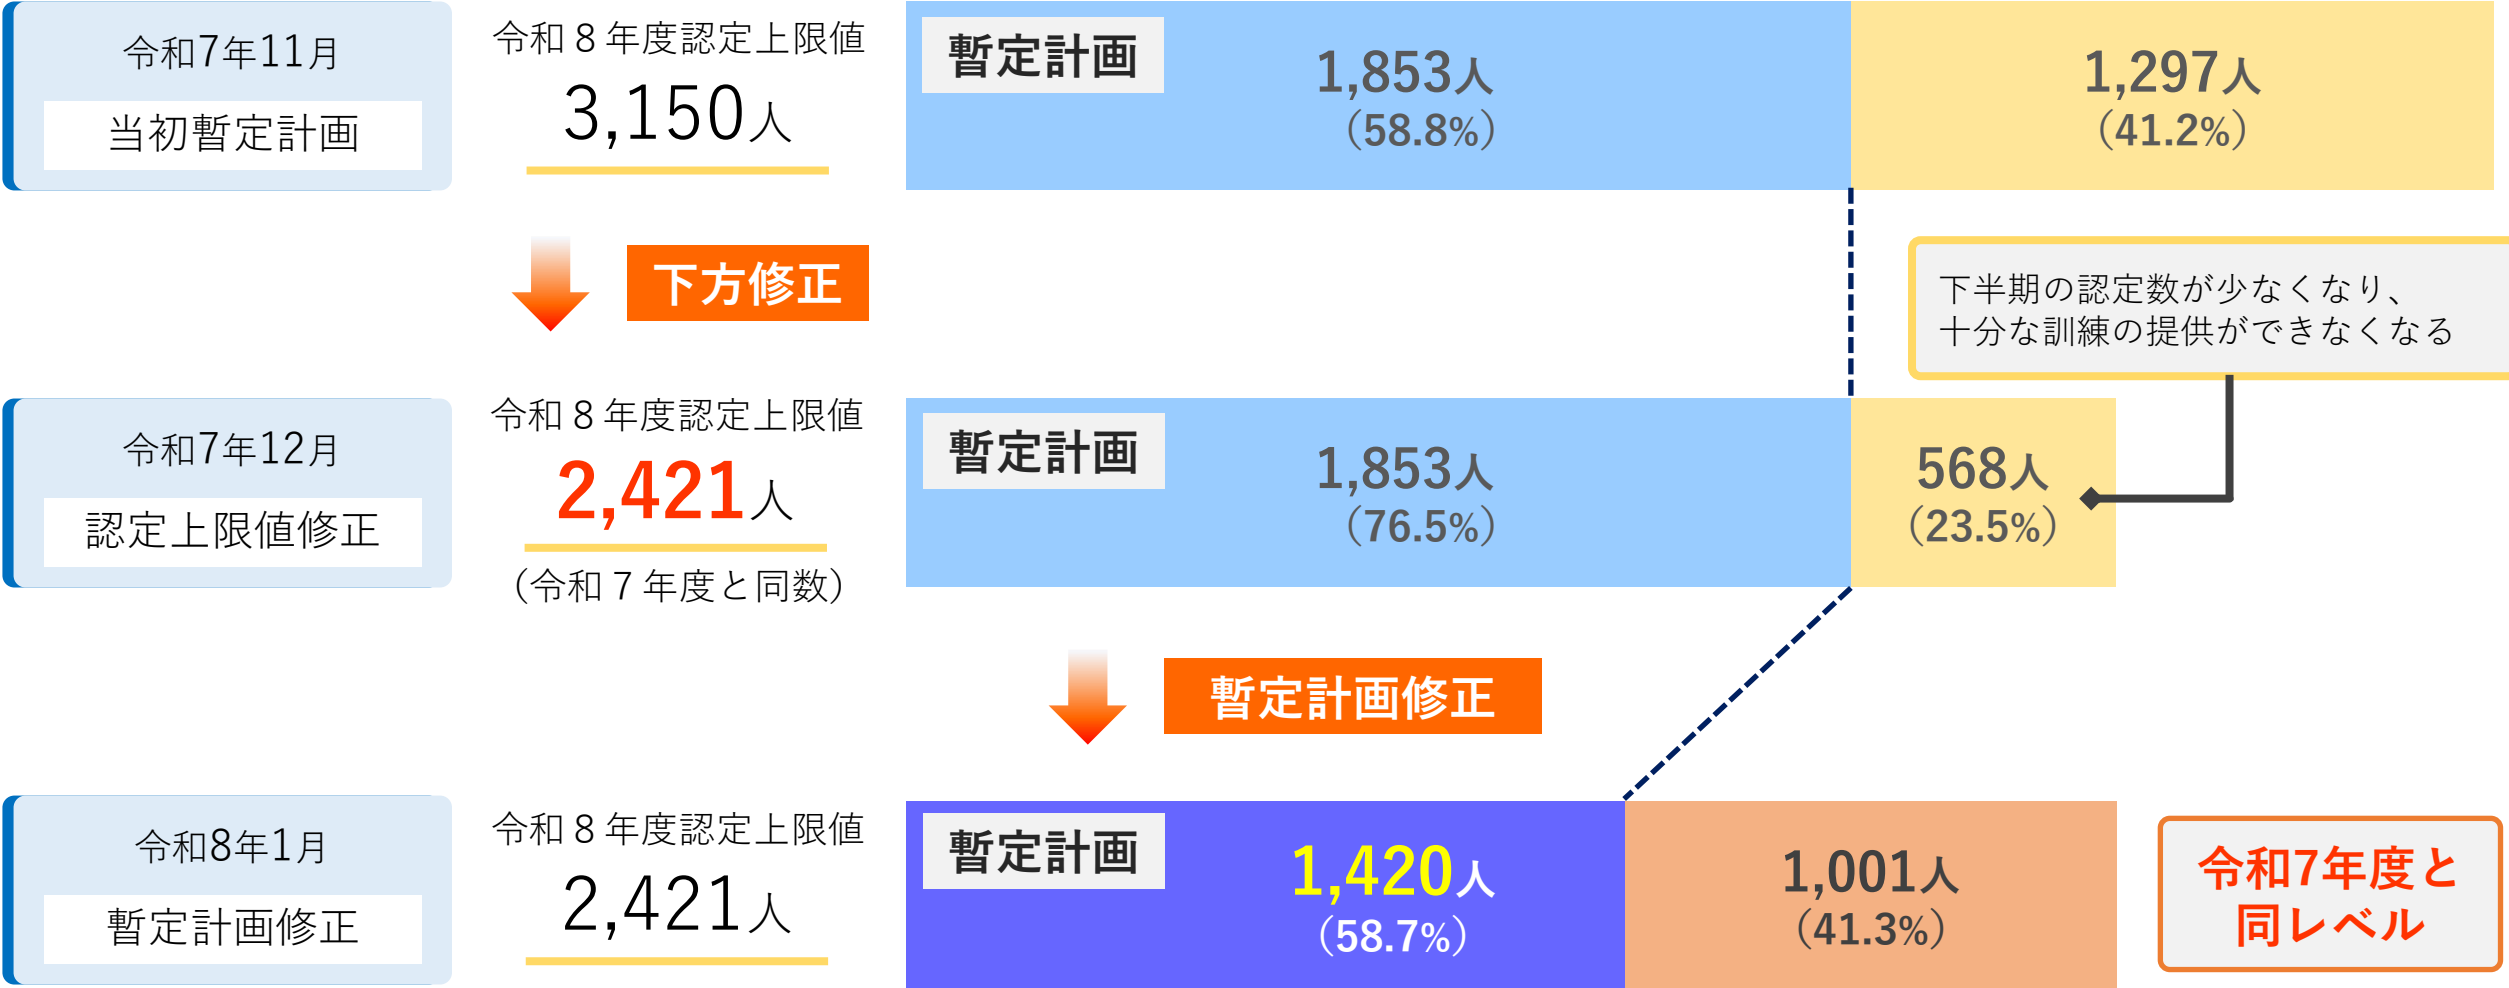 令和7年11月
当初暫定計画
令和８年度認定上限値
3,150人
暫定計画
1,853人
（58.8%）
1,297人
（41.2%）
下方修正
下半期の認定数が少なくなり、
十分な訓練の提供ができなくなる
令和7年12月
認定上限値修正
令和８年度認定上限値
2,421人
（令和７年度と同数）
暫定計画
1,853人
（76.5%）
568人
（23.5%）
暫定計画修正
令和8年1月
暫定計画修正
令和８年度認定上限値
2,421人
暫定計画
1,420人
（58.7%）
1,001人
（41.3%）
令和7年度と
同レベル